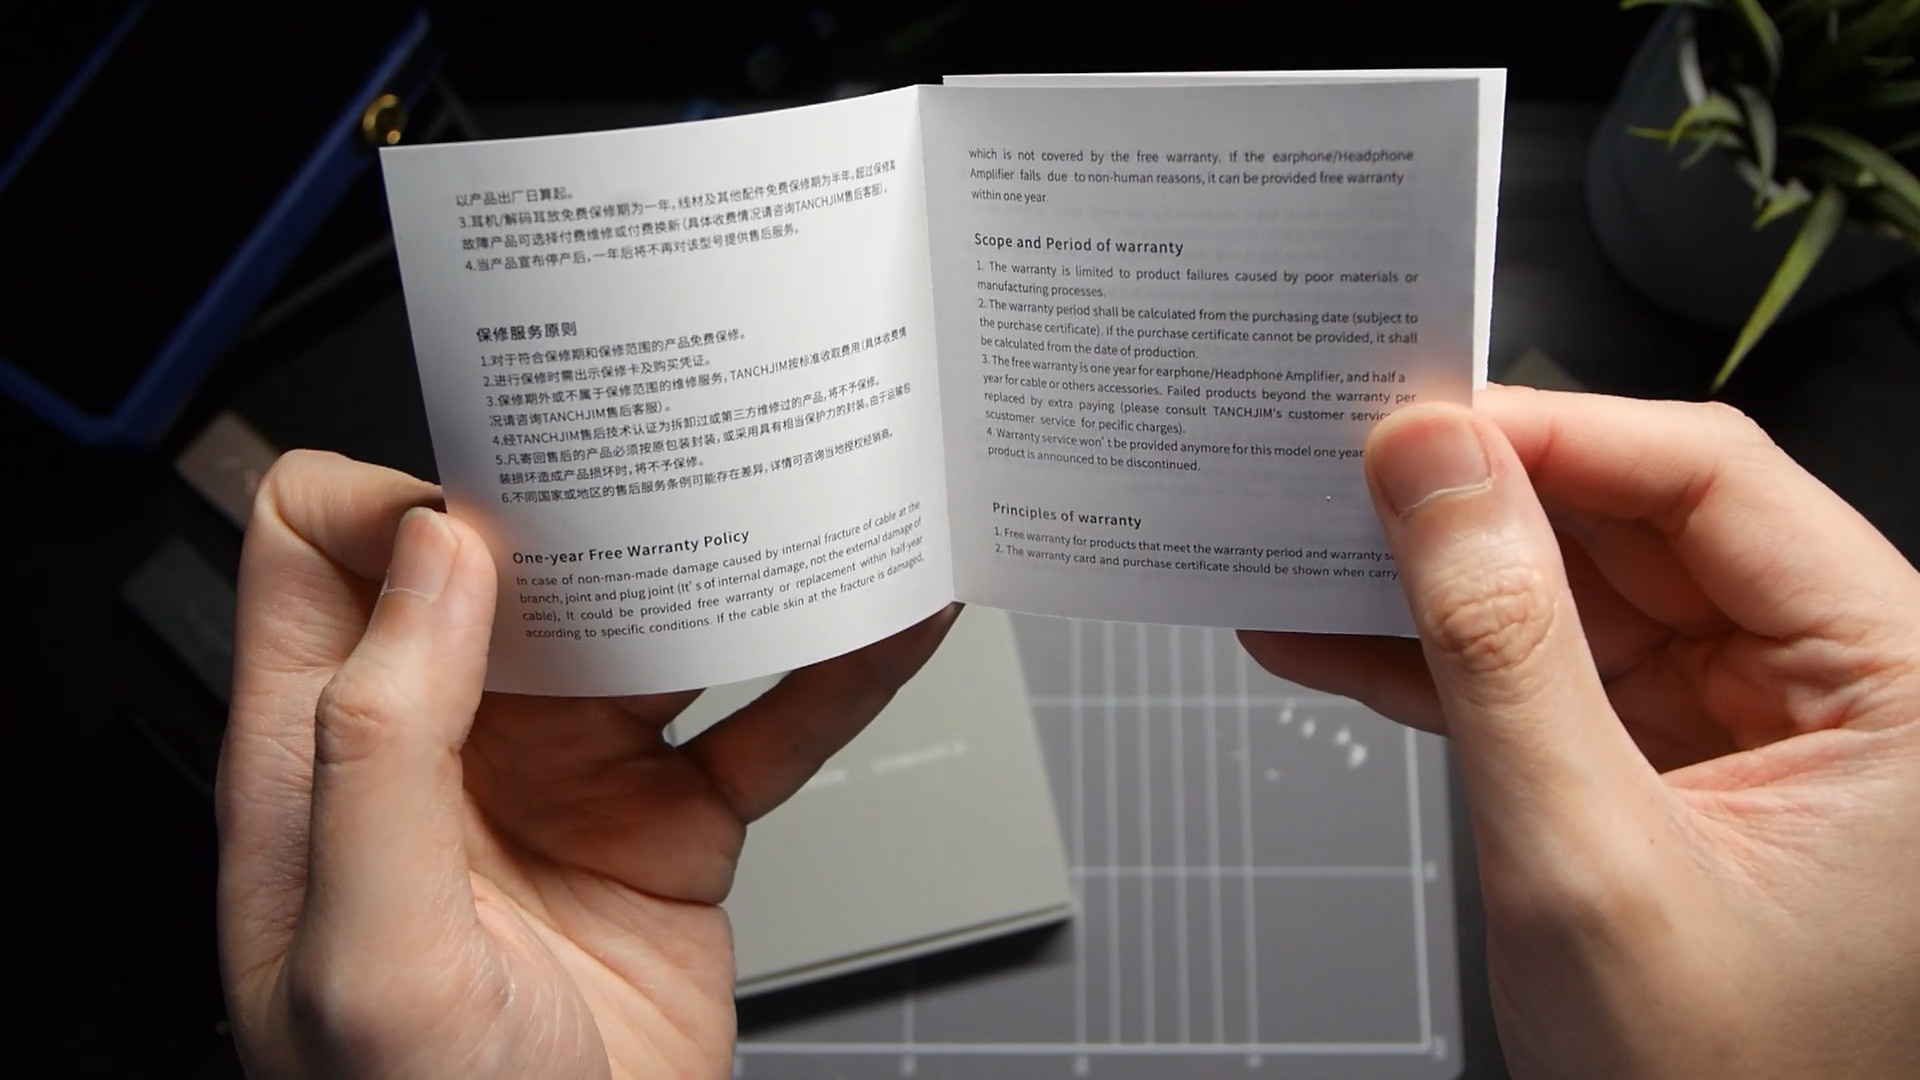 以产品出厂日算起。
3.耳机/解码耳放免费保修期为一年,线材及其他配件免费保修期为半年,超过保修期
故障产品可选择付费维修或付费换新(具体收费情况请咨询TANCHJIM售后客服)。
4.当产品宣布停产后,一年后将不再对该型号提供售后服务。
保修服务原则
1.对于符合保修期和保修范围的产品免费保修。
2.进行保修时需出示保修卡及购买凭证。
3.保修期外或不属于保修范围的维修服务,TANCHJIM按标准收取费用(具体收费情
况请咨询TANCHJIM售后客服)。
4.经TANCHJIM售后技术认证为拆卸过或第三方维修过的产品,将不予保修。
5.凡寄回售后的产品必须按原包装封装,或采用具有相当保护力的封装,由于运输包
装损坏造成产品损坏时,将不予保修。
6.不同国家或地区的售后服务条例可能存在差异,详情可咨询当地授权经销商。
One-year Free Warranty Policy
In case of non-man-made damage caused by internal fracture of cable at the
branch, joint and plug joint (It's of internal damage, not the external damage of
cable), It could be provided free warranty or replacement within half-year
according to specific conditions. If the cable skin at the fracture is damaged,
which is not covered by the free warranty. If the earphone/Headphone
Amplifier fails due to non-human reasons, it can be provided free warranty
within one year.
Scope and Period of warranty
1. The warranty is limited to product failures caused by poor materials or
manufacturing processes.
2. The warranty period shall be calculated from the purchasing date (subject to
the purchase certificate). If the purchase certificate cannot be provided, it shall
be calculated from the date of production.
3. The free warranty is one year for earphone/Headphone Amplifier, and half a
year for cable or others accessories. Failed products beyond the warranty per
replaced by extra paying (please consult TANCHJIM's customer servic
scustomer service for pecific charges).
4. Warranty service won't be provided anymore for this model one year
product is announced to be discontinued.
Principles of warranty
1. Free warranty for products that meet the warranty period and warranty s
2. The warranty card and purchase certificate should be shown when carry